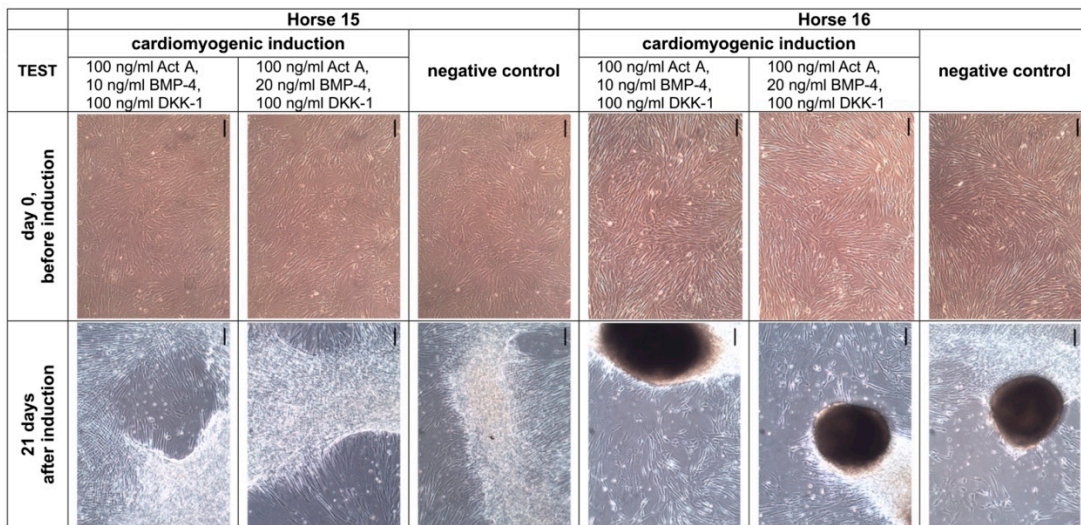 Horse 15
Horse 16
TEST
cardiomyogenic induction
negative control
cardiomyogenic induction
negative control
100 ng/ml Act A,
10 ng/ml BMP-4,
100 ng/ml DKK-1
100 ng/ml Act A,
20 ng/ml BMP-4,
100 ng/ml DKK-1
100 ng/ml Act A,
10 ng/ml BMP-4,
100 ng/ml DKK-1
100 ng/ml Act A,
20 ng/ml BMP-4,
100 ng/ml DKK-1
day 0,
before induction
21 days
after induction